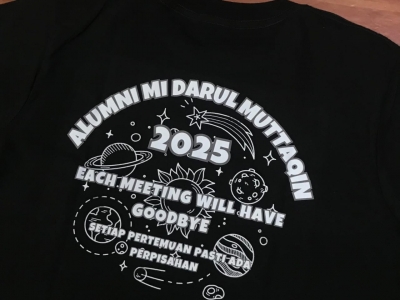 ALUMNI MI DARUL MUTTAQIN
2025
EACH MEETING WILL HAVE
GOODBYE
SETIAP PERTEMUAN PASTI ADA
PERPISAHAN